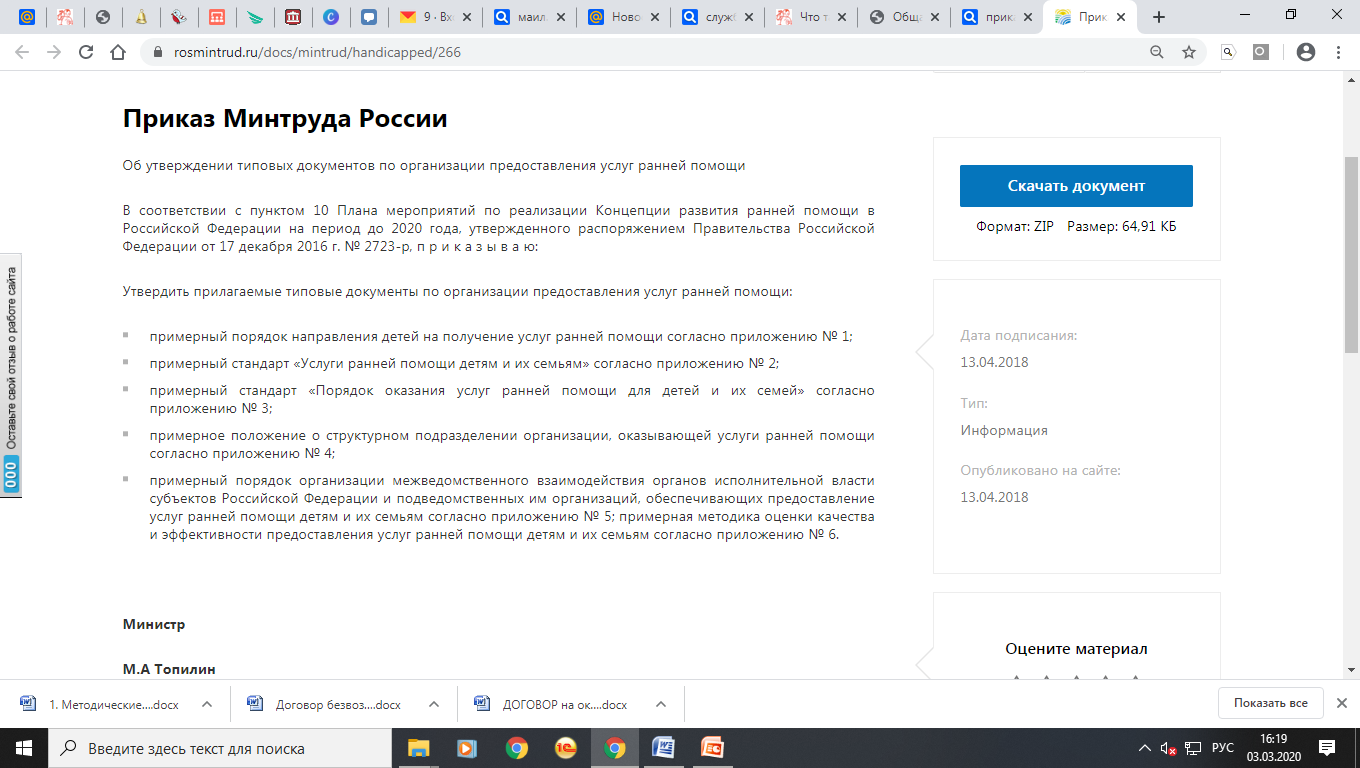 9 · Вх
маил.
Ново
служ
Что т
Обща
прика
Прик
rosmintrud.ru/docs/mintrud/handicapped/266
Приказ Минтруда России
Об утверждении типовых документов по организации предоставления услуг ранней помощи
В соответствии с пунктом 10 Плана мероприятий по реализации Концепции развития ранней помощи в
Российской Федерации на период до 2020 года, утвержденного распоряжением Правительства Российской
Федерации от 17 декабря 2016 г. № 2723-р, п р и к а з ы в а ю:
Утвердить прилагаемые типовые документы по организации предоставления услуг ранней помощи:
примерный порядок направления детей на получение услуг ранней помощи согласно приложению № 1;
примерный стандарт «Услуги ранней помощи детям и их семьям» согласно приложению № 2;
примерный стандарт «Порядок оказания услуг ранней помощи для детей и их семей» согласно
приложению № 3;
примерное положение о структурном подразделении организации, оказывающей услуги ранней помощи
согласно приложению № 4;
примерный порядок организации межведомственного взаимодействия органов исполнительной власти
субъектов Российской Федерации и подведомственных им организаций, обеспечивающих предоставление
услуг ранней помощи детям и их семьям согласно приложению № 5; примерная методика оценки качества
и эффективности предоставления услуг ранней помощи детям и их семьям согласно приложению № 6.
Министр
М.А Топилин
Скачать документ
Формат: ZIP Размер: 64,91 КБ
Дата подписания:
13.04.2018
Тип:
Информация
Опубликовано на сайте:
13.04.2018
Оцените материал
Оставьте свой отзыв о работе сайта
1. Методические....docx
Договор безвоз....docx
ДОГОВОР на ок....docx
Показать все
Введите здесь текст для поиска
РУС
16:19
03.03.2020